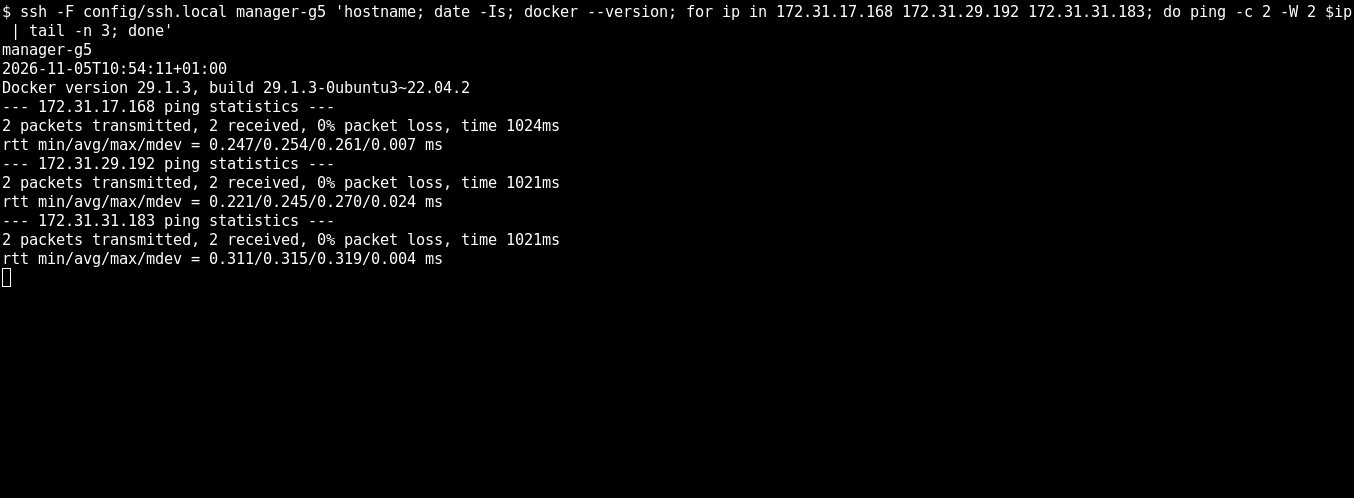 $ ssh -F config/ssh.local manager-g5 'hostname; date -Is; docker --version; for ip in 172.31.17.168 172.31.29.192 172.31.31.183; do ping -c 2 -W 2 $ip
 | tail -n 3; done'
manager-g5
2026-11-05T10:54:11+01:00
Docker version 29.1.3, build 29.1.3-0ubuntu3~22.04.2
--- 172.31.17.168 ping statistics ---
2 packets transmitted, 2 received, 0% packet loss, time 1024ms
rtt min/avg/max/mdev = 0.247/0.254/0.261/0.007 ms
--- 172.31.29.192 ping statistics ---
2 packets transmitted, 2 received, 0% packet loss, time 1021ms
rtt min/avg/max/mdev = 0.221/0.245/0.270/0.024 ms
--- 172.31.31.183 ping statistics ---
2 packets transmitted, 2 received, 0% packet loss, time 1021ms
rtt min/avg/max/mdev = 0.311/0.315/0.319/0.004 ms